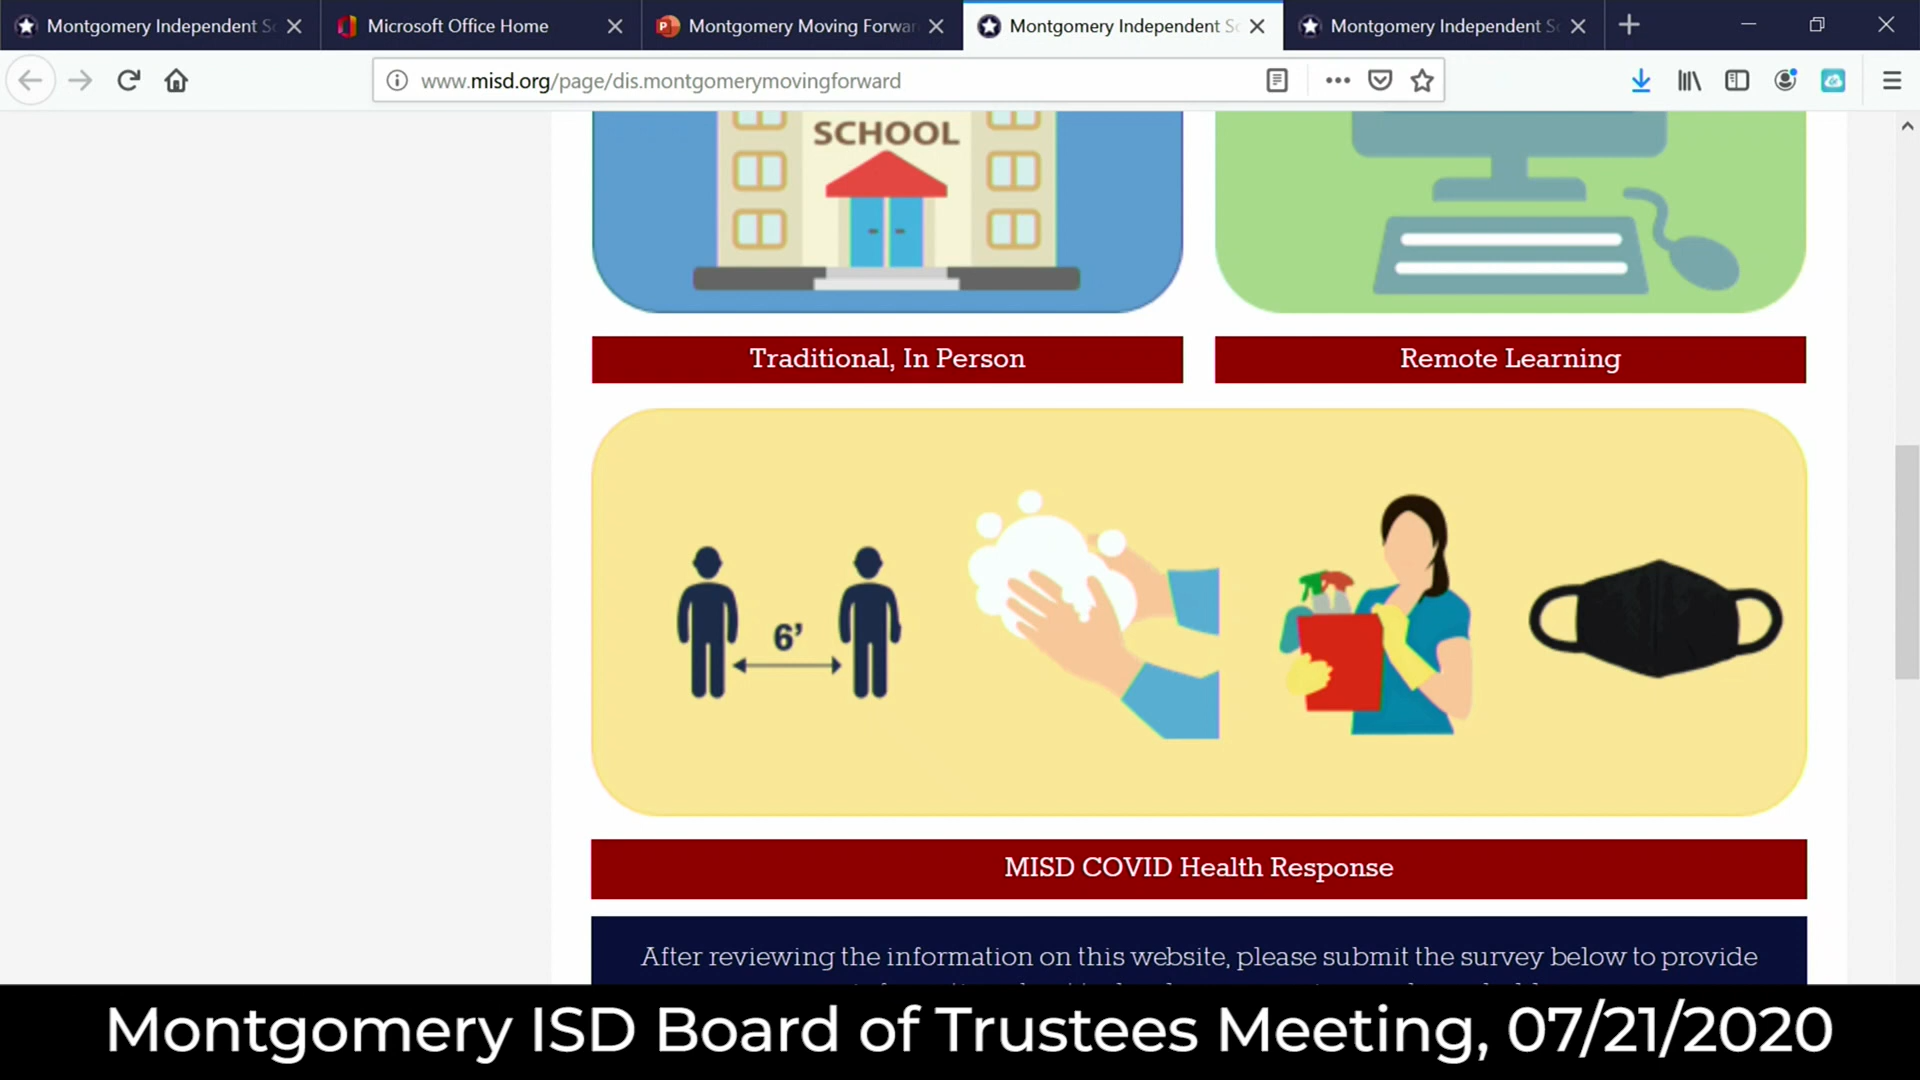 Montgomery Independent S
Microsoft Office Home
Montgomery Moving Forwar
Montgomery Independent S
Montgomery Independent S
www.misd.org/page/dis.montgomerymovingforward
SCHOOL
Traditional, In Person
Remote Learning
6’
MISD COVID Health Response
After reviewing the information on this website, please submit the survey below to provide
Montgomery ISD Board of Trustees Meeting, 07/21/2020